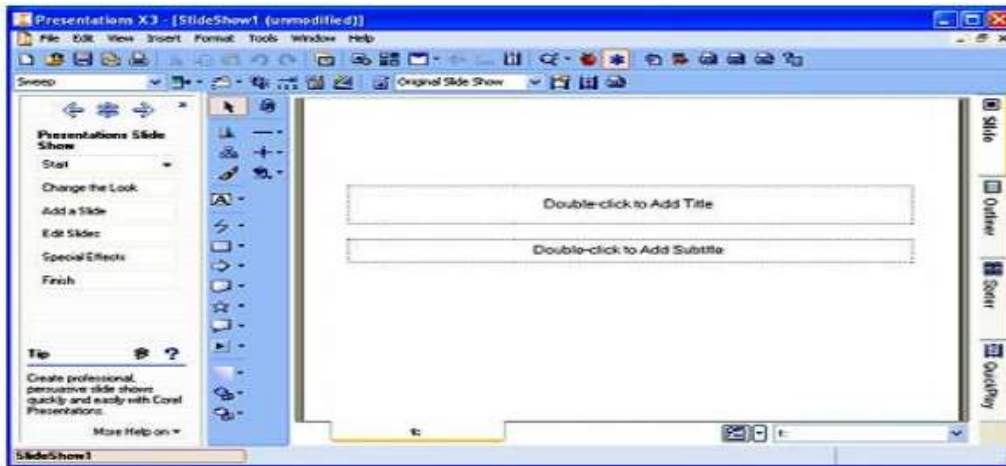 Presentations X3 - [SlideShow1 (unmodified)]
File Edit View Insert Format Tools Window Help
Sweep
Original Slide Show
Presentations Slide
Show
Start
Change the Look
Add a Slide
Edit Slides
Special Effects
Finish
Tip
Create professional,
persuasive slide shows
quickly and easily with Corel
Presentations.
More Help on
Double-click to Add Title
Double-click to Add Subtitle
Slide
Outliner
Sorter
QuickPlay
1:
1:
SlideShow1